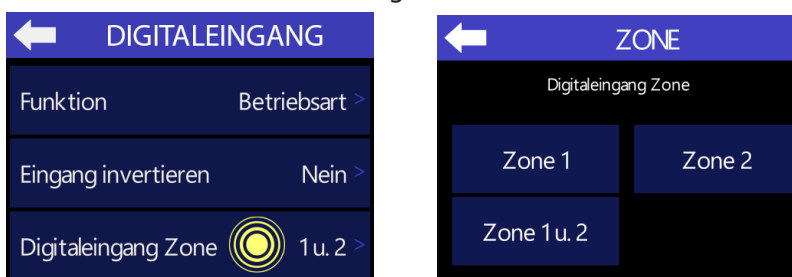 DIGITALEINGANG
Funktion Betriebsart >
Eingang invertieren Nein >
Digitaleingang Zone 1 u. 2 >
ZONE
Digitaleingang Zone
Zone 1 Zone 2
Zone 1 u. 2